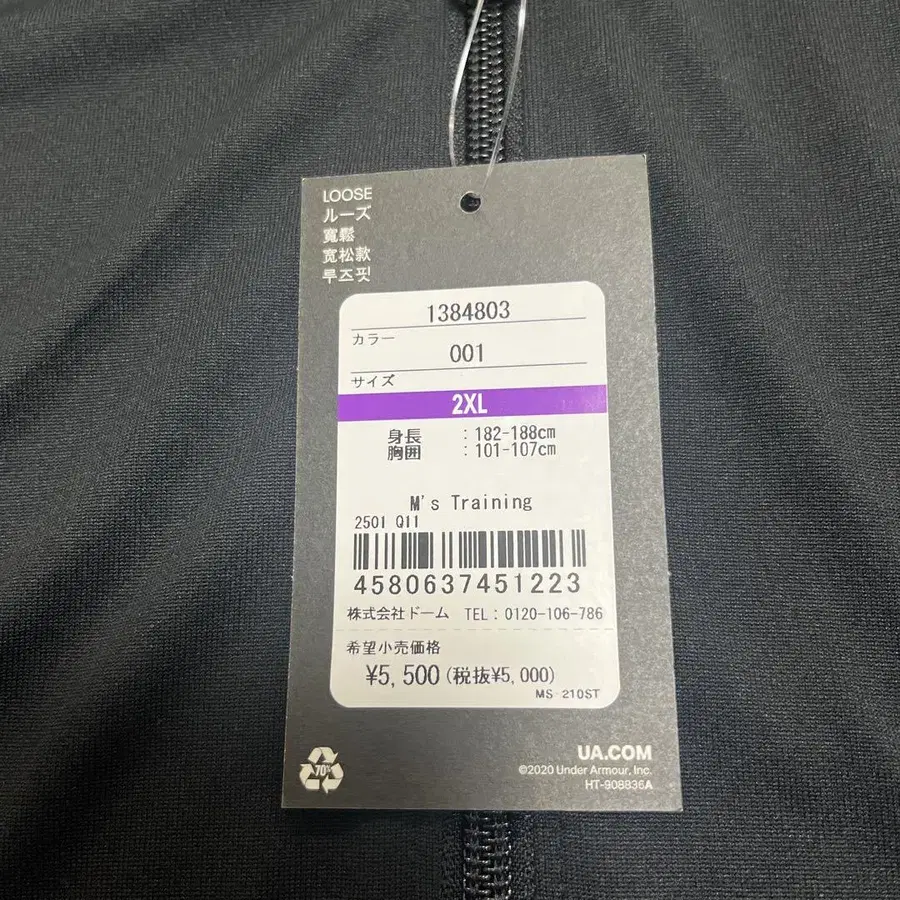 LOOSE
ルーズ
寬鬆
宽松款
루즈핏
1384803
カラー
001
サイズ
2XL
身長 : 182-188cm
胸囲 : 101-107cm
M's Training
2501 Q11
4580637451223
株式会社ドーム TEL: 0120-106-786
希望小売価格
¥5,500 (税抜¥5,000)
MS-210ST
70%
UA.COM
©2020 Under Armour, Inc.
HT-908836A